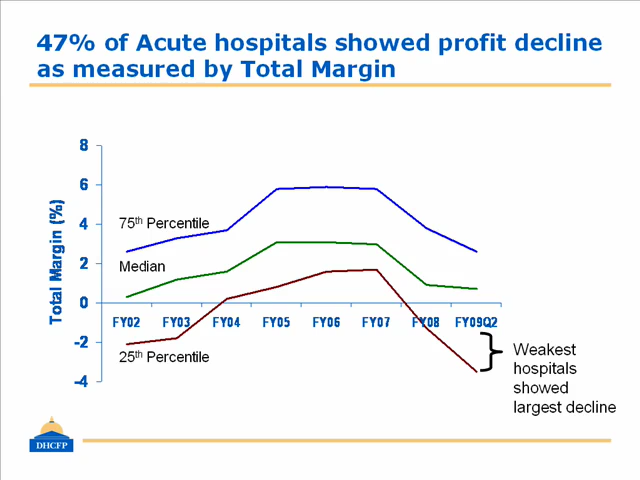 47% of Acute hospitals showed profit decline
as measured by Total Margin
Total Margin (%)
8
6
4
2
0
-2
-4
75th Percentile
Median
25th Percentile
FY02 FY03 FY04 FY05 FY06 FY07 FY08 FY09Q2
Weakest
hospitals
showed
largest decline
DHCFP